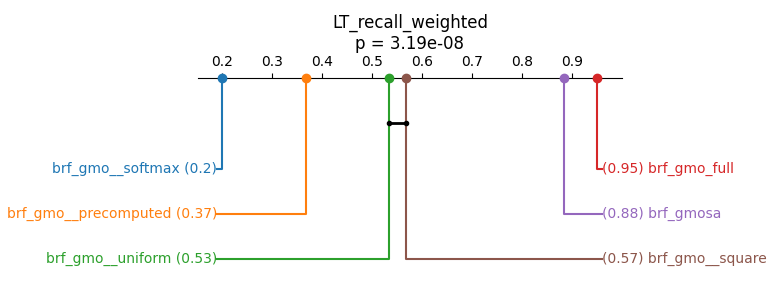 LT_recall_weighted
p = 3.19e-08
0.2 0.3 0.4 0.5 0.6 0.7 0.8 0.9
brf_gmo__softmax (0.2) (0.95) brf_gmo_full
brf_gmo__precomputed (0.37) (0.88) brf_gmosa
brf_gmo__uniform (0.53) (0.57) brf_gmo__square